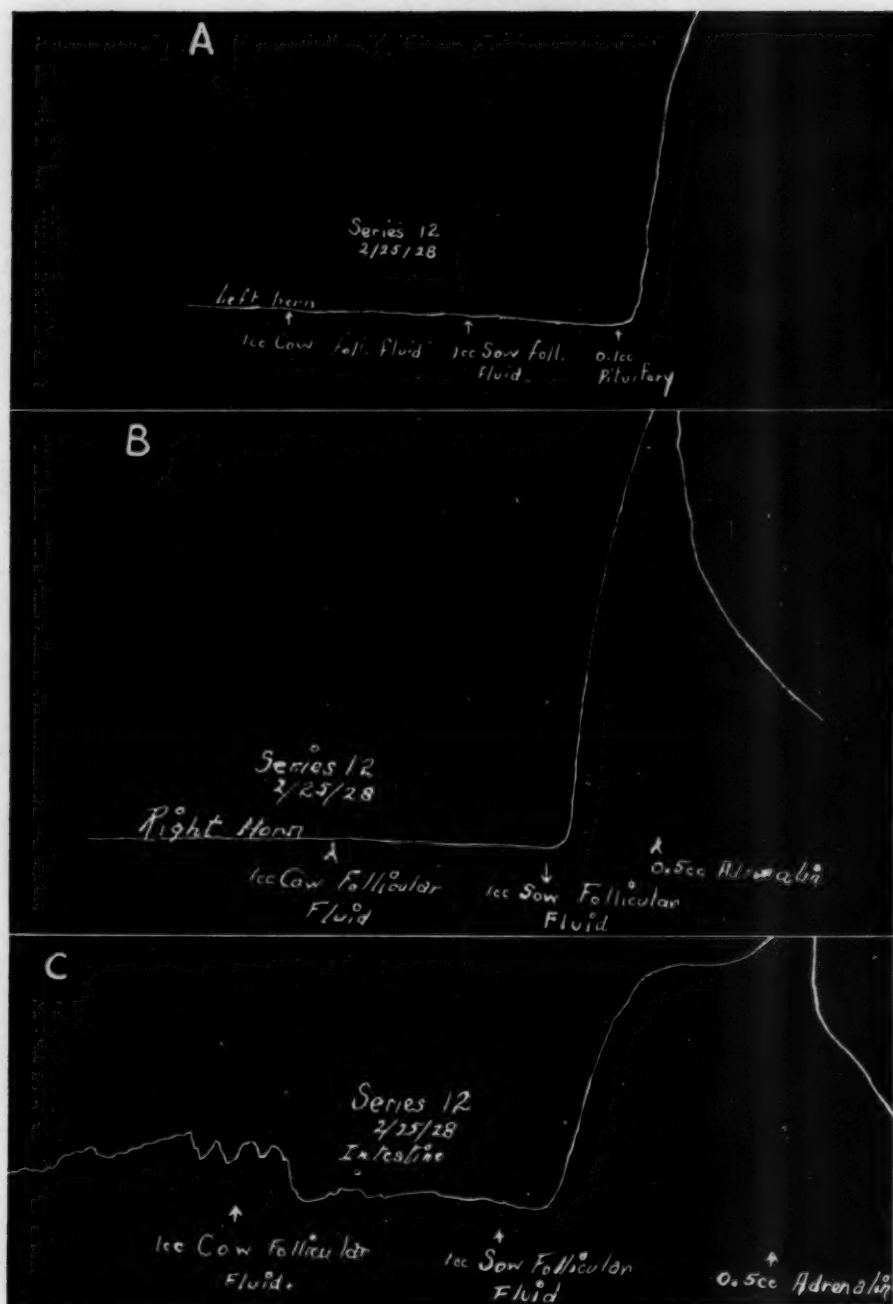 A
Series 12
2/25/28
Left horn
1cc Cow foll. Fluid
1cc Sow foll.
Fluid.
0.1cc
Pituitary
B
Series 12
2/25/28
Right Horn
1cc Cow Follicular
Fluid
1cc Sow Follicular
Fluid
0.5cc Adrenalin
C
Series 12
2/25/28
Intestine
1cc Cow Follicular
Fluid.
1cc Sow Follicular
Fluid
0.5cc Adrenalin